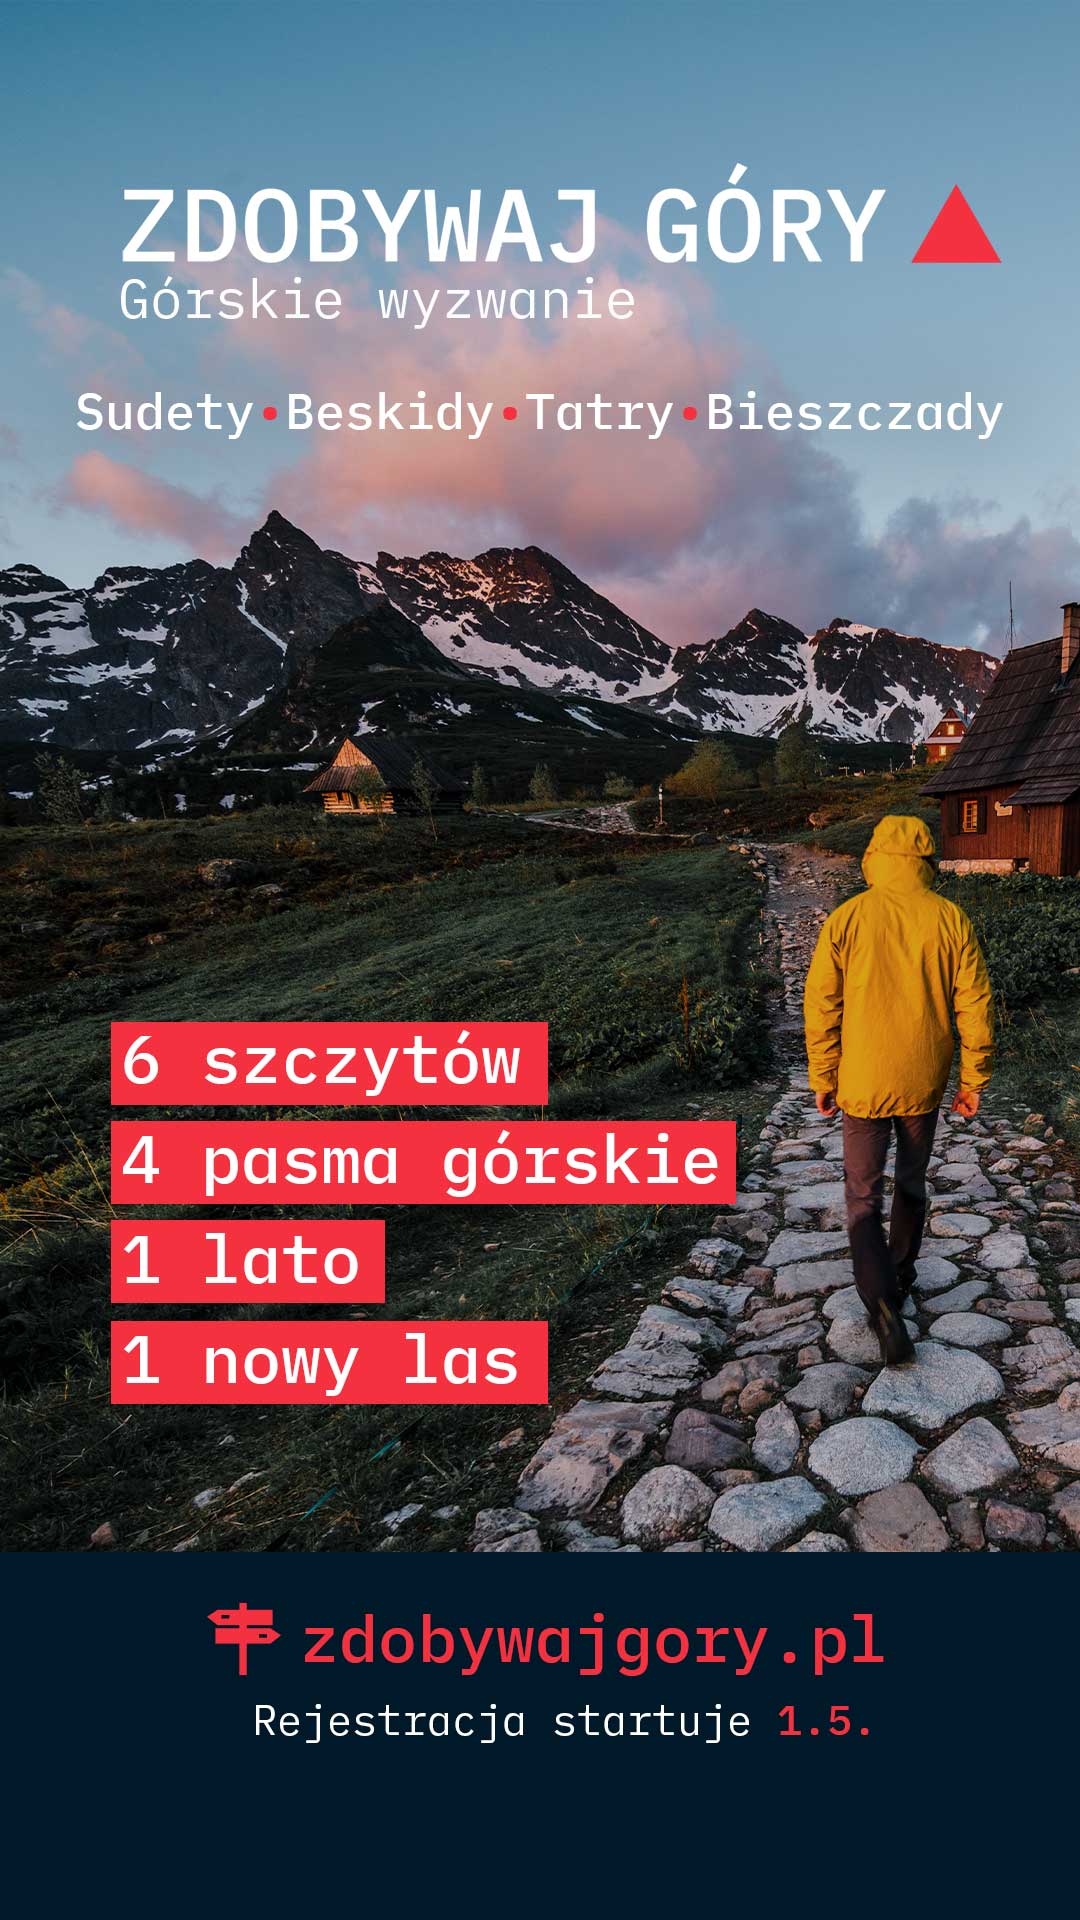 ZDOBYWAJ GÓRY
Górskie wyzwanie
Sudety•Beskidy•Tatry•Bieszczady
6 szczytów
4 pasma górskie
1 lato
1 nowy las
zdobywajgory.pl
Rejestracja startuje 1.5.